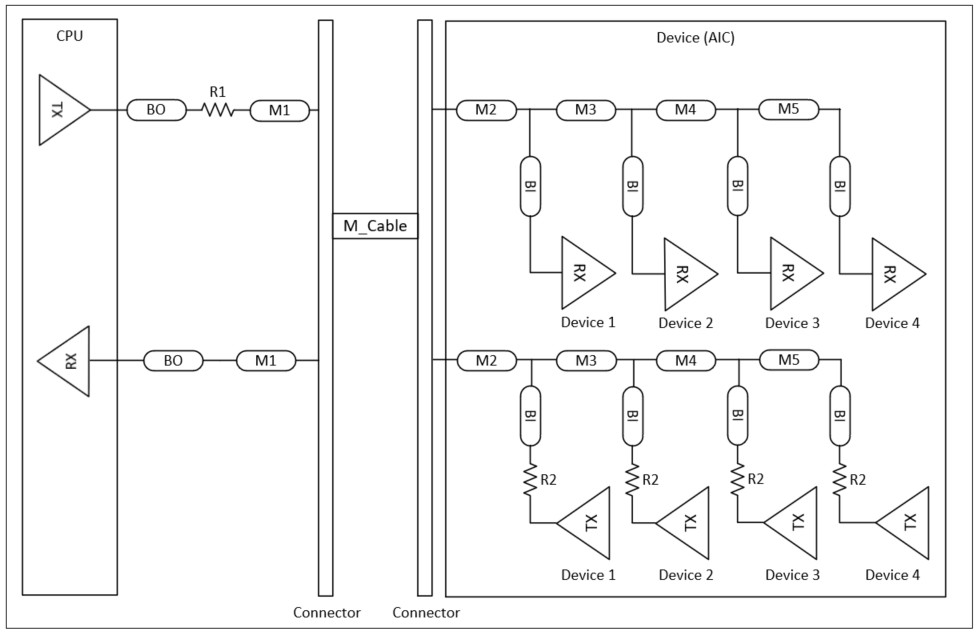 CPU
Device (AIC)
TX
BO
R1
M1
M2
M3
M4
M5
BI
BI
BI
BI
M_Cable
RX
RX
RX
RX
Device 1
Device 2
Device 3
Device 4
RX
BO
M1
M2
M3
M4
M5
BI
BI
BI
BI
R2
R2
R2
R2
TX
TX
TX
TX
Device 1
Device 2
Device 3
Device 4
Connector
Connector